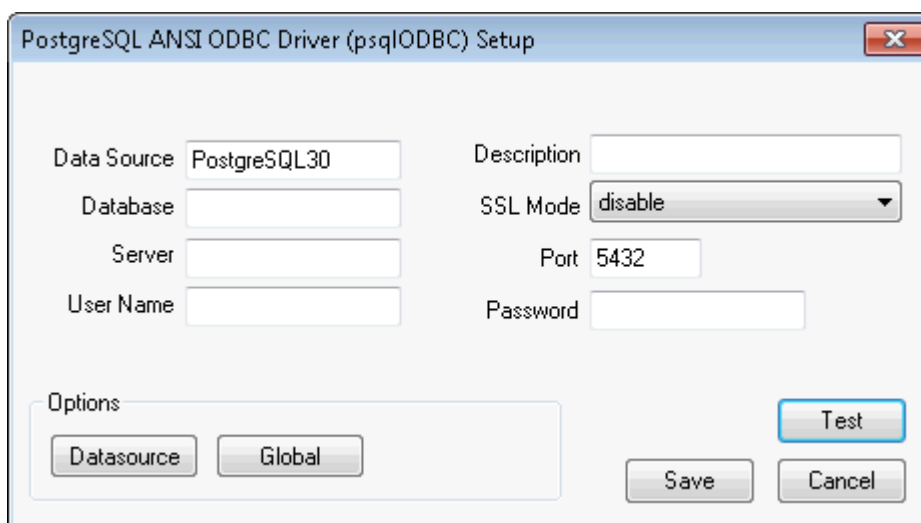 PostgreSQL ANSI ODBC Driver (psqlODBC) Setup
Data Source PostgreSQL30
Description
Database
SSL Mode disable
Server
Port 5432
User Name
Password
Options
Datasource Global
Test
Save Cancel